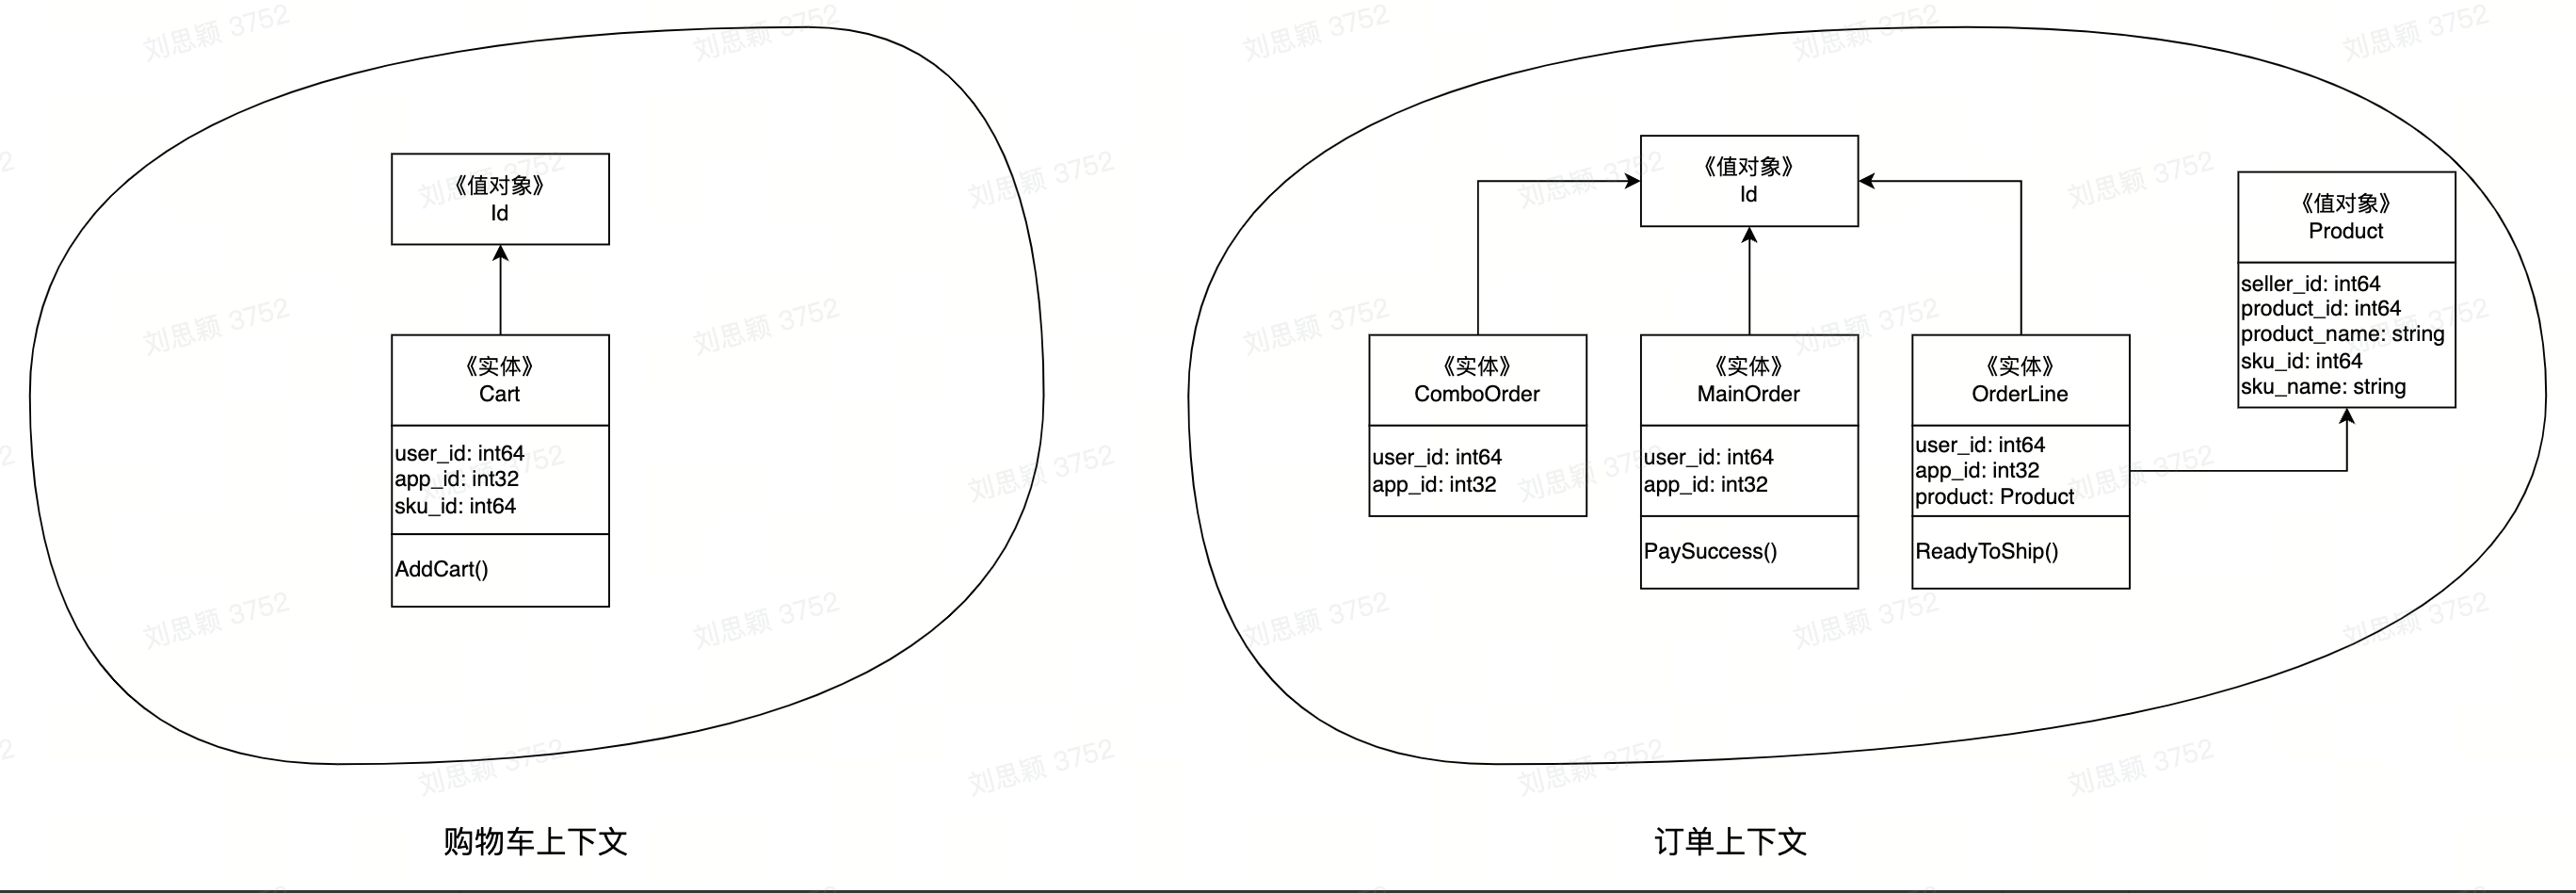 《值对象》
Id
《实体》
Cart
user_id: int64
app_id: int32
sku_id: int64
AddCart()
购物车上下文
《值对象》
Id
《值对象》
Product
seller_id: int64
product_id: int64
product_name: string
sku_id: int64
sku_name: string
《实体》
ComboOrder
user_id: int64
app_id: int32
《实体》
MainOrder
user_id: int64
app_id: int32
PaySuccess()
《实体》
OrderLine
user_id: int64
app_id: int32
product: Product
ReadyToShip()
订单上下文
刘思颖 3752